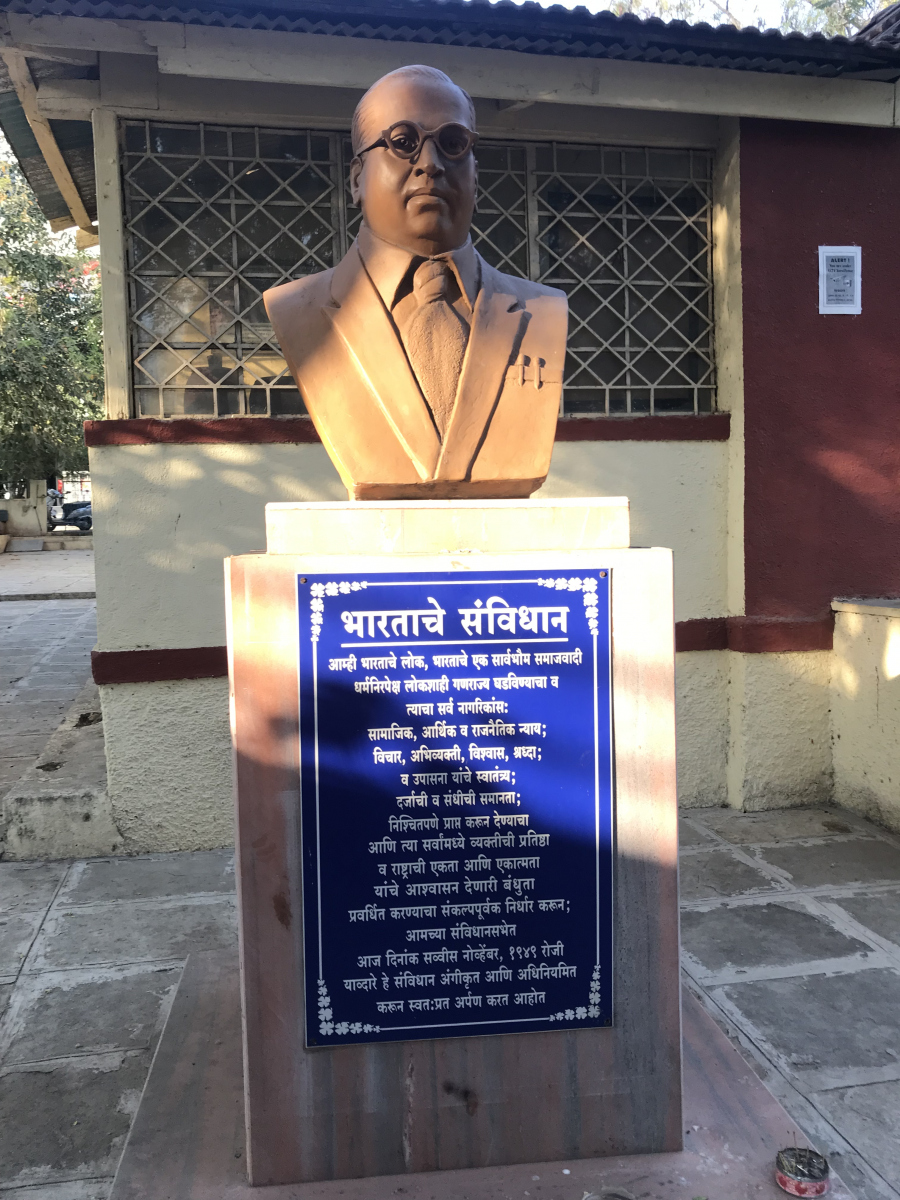 भारताचे संविधान
आम्ही भारताचे लोक, भारताचे एक सार्वभौम समाजवादी
धर्मनिरपेक्ष लोकशाही गणराज्य घडविण्याचा व
त्याचा सर्व नागरिकांस:
सामाजिक, आर्थिक व राजनैतिक न्याय;
विचार, अभिव्यक्ती, विश्वास, श्रध्दा;
व उपासना यांचे स्वातंत्र्य;
दर्जाची व संधीची समानता;
निश्चितपणे प्राप्त करून देण्याचा
आणि त्या सर्वांमध्ये व्यक्तीची प्रतिष्ठा
व राष्ट्राची एकता आणि एकात्मता
यांचे आश्वासन देणारी बंधुता
प्रवर्धित करण्याचा संकल्पपूर्वक निर्धार करून;
आमच्या संविधानसभेत
आज दिनांक सव्वीस नोव्हेंबर, १९४९ रोजी
याव्दारे हे संविधान अंगीकृत आणि अधिनियमित
करून स्वत:प्रत अर्पण करत आहोत
ALERT !